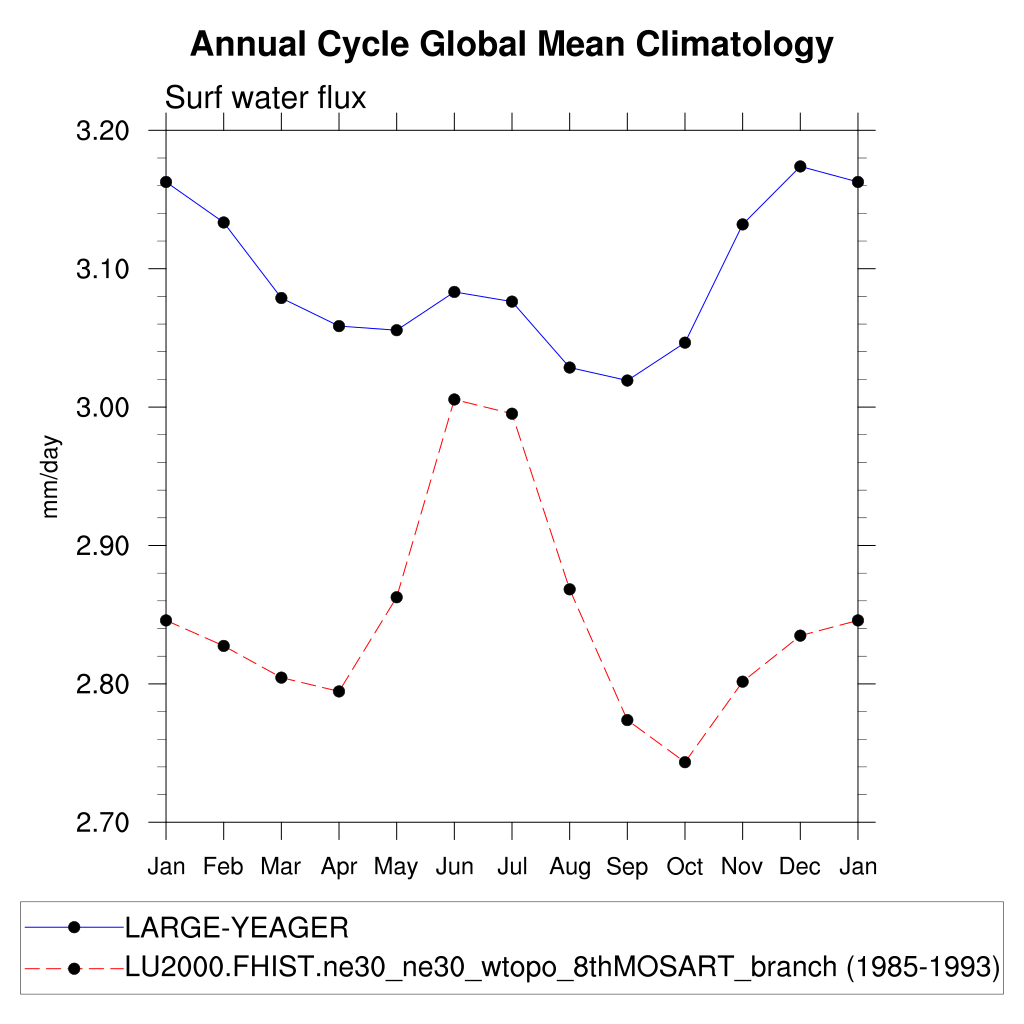 Annual Cycle Global Mean Climatology
Surf water flux
3.20
3.10
3.00
2.90
2.80
2.70
mm/day
Jan Feb Mar Apr May Jun Jul Aug Sep Oct Nov Dec Jan
LARGE-YEAGER
LU2000.FHIST.ne30_ne30_wtopo_8thMOSART_branch (1985-1993)